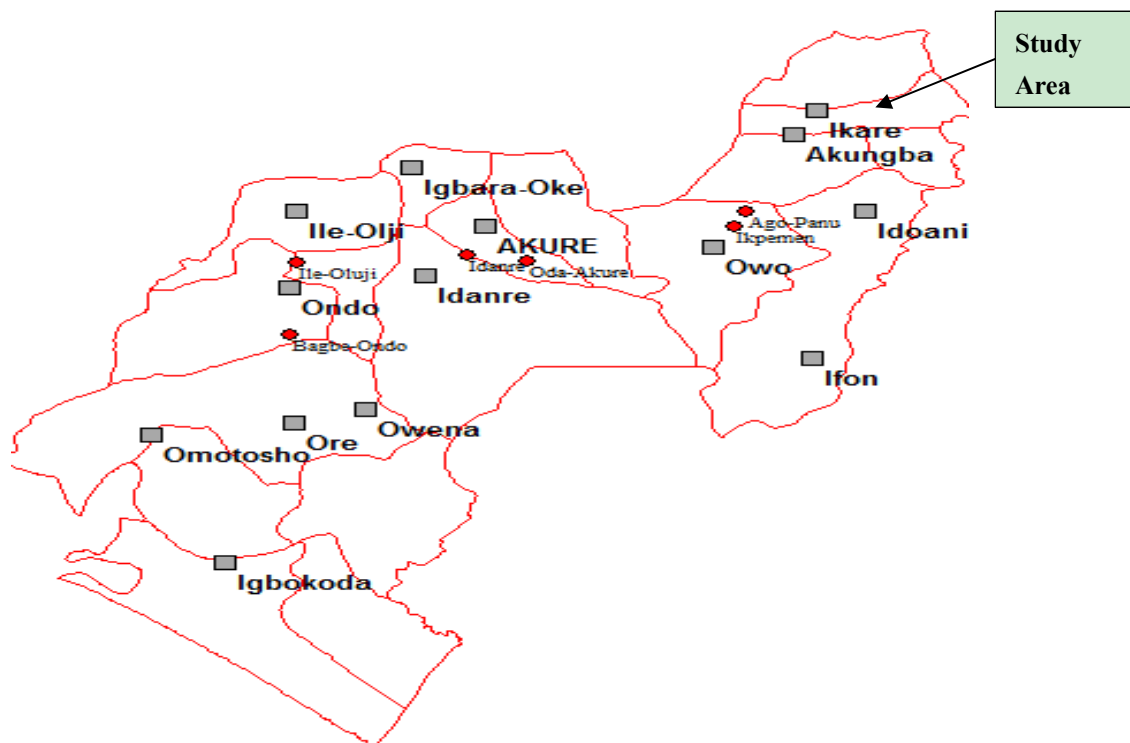 Study
Area
Ikare
Akungba
Igbara-Oke
Ile-Olji
AKURE
Ago-Panu
Ikpemen
Idoani
Owo
Idanre
Oda-Akure
Ile-Oluji
Idanre
Ondo
Bagba-Ondo
Ifon
Owena
Ore
Omotosho
Igbokoda